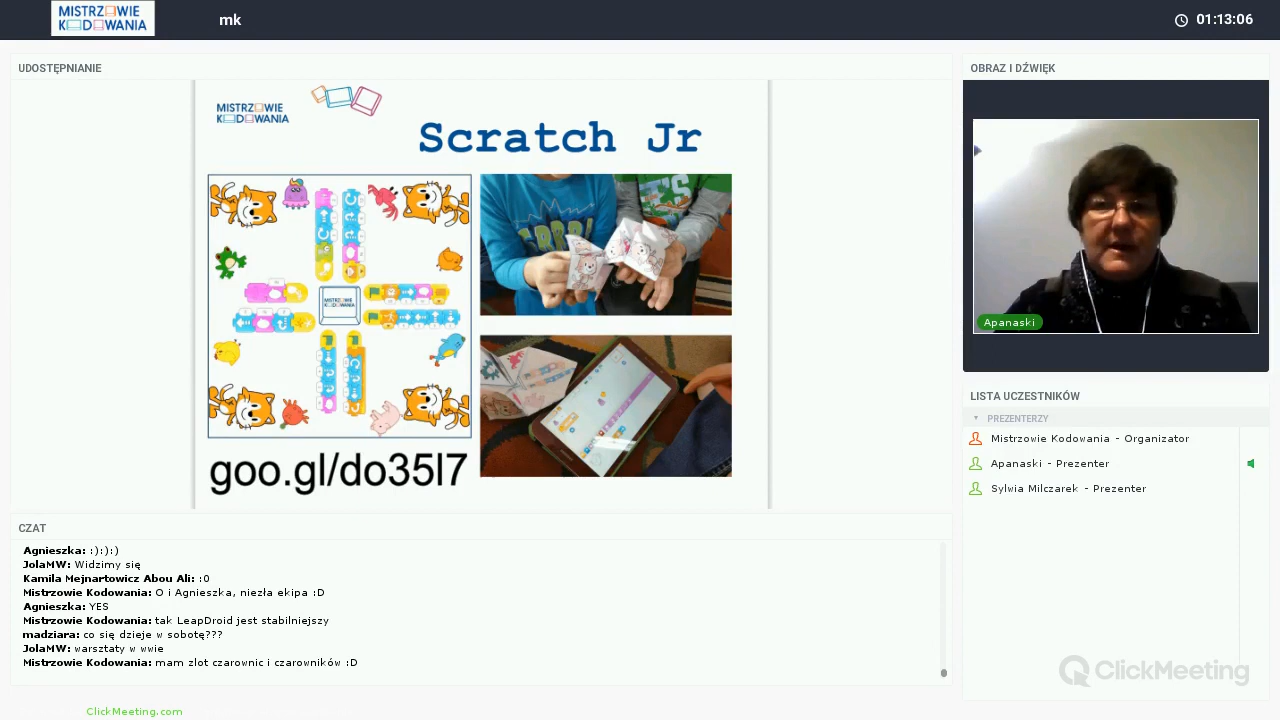 MISTRZOWIE
KODOWANIA
mk
01:13:06
UDOSTĘPNIANIE
MISTRZOWIE
KODOWANIA
Scratch Jr
MISTRZOWIE
KODOWANIA
goo.gl/do35l7
CZAT
Agnieszka: :):):)
JolaMW: Widzimy się
Kamila Mejnartowicz Abou Ali: :0
Mistrzowie Kodowania: O i Agnieszka, niezła ekipa :D
Agnieszka: YES
Mistrzowie Kodowania: tak LeapDroid jest stabilniejszy
madziara: co się dzieje w sobotę???
JolaMW: warsztaty w wwie
Mistrzowie Kodowania: mam zlot czarownic i czarowników :D
ClickMeeting.com
OBRAZ I DŹWIĘK
Apanaski
LISTA UCZESTNIKÓW
PREZENTERZY
Mistrzowie Kodowania - Organizator
Apanaski - Prezenter
Sylwia Milczarek - Prezenter
ClickMeeting